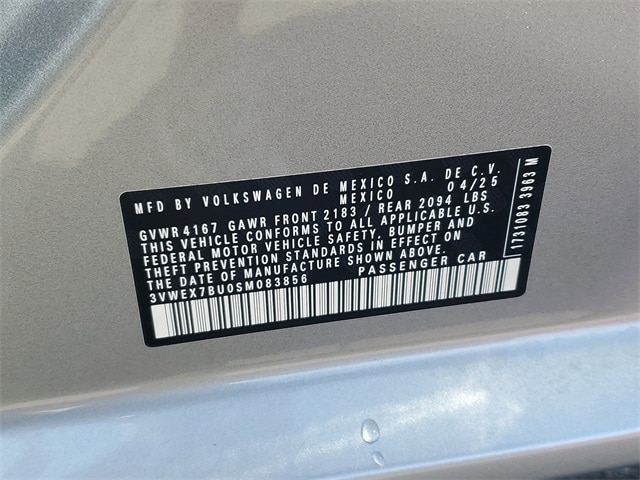 MFD BY VOLKSWAGEN DE MEXICO S.A. DE C.V.
MEXICO 04/25
GVWR 4167 GAWR FRONT 2183 / REAR 2094 LBS
THIS VEHICLE CONFORMS TO ALL APPLICABLE U.S.
FEDERAL MOTOR VEHICLE SAFETY, BUMPER AND
THEFT PREVENTION STANDARDS IN EFFECT ON
THE DATE OF MANUFACTURE SHOWN ABOVE.
3VWEX7BU0SM083856 PASSENGER CAR
1731083 3963 M